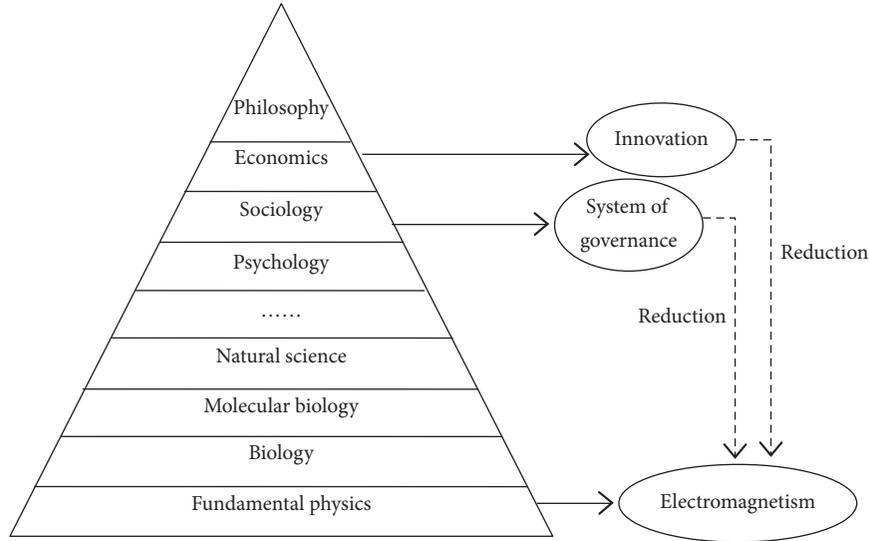 Philosophy
Economics
Sociology
Psychology
......
Natural science
Molecular biology
Biology
Fundamental physics
Innovation
System of
governance
Reduction
Reduction
Electromagnetism